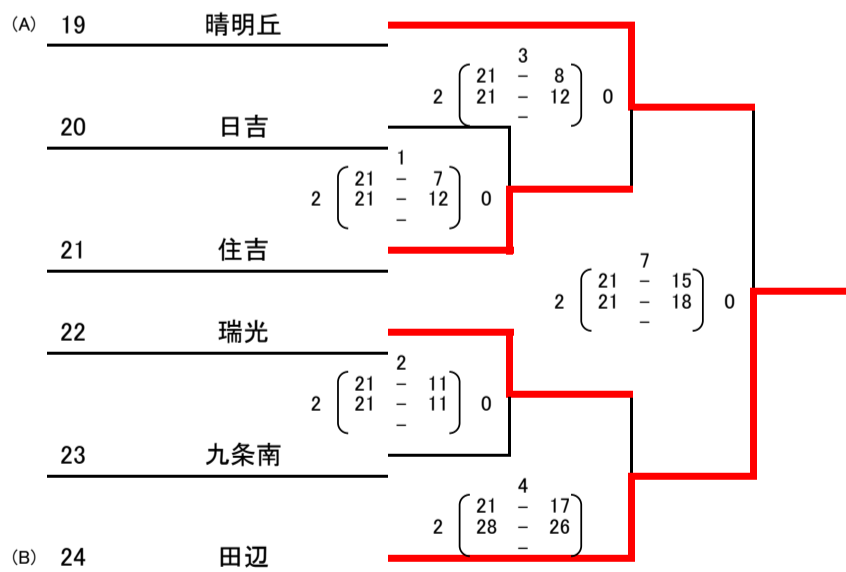 (A) 19 晴明丘
3
21 － 8
2 21 － 12 0
－
20 日吉
1
21 － 7
2 21 － 12 0
－
21 住吉
7
21 － 15
2 21 － 18 0
－
22 瑞光
2
21 － 11
2 21 － 11 0
－
23 九条南
4
21 － 17
2 28 － 26
－
(B) 24 田辺